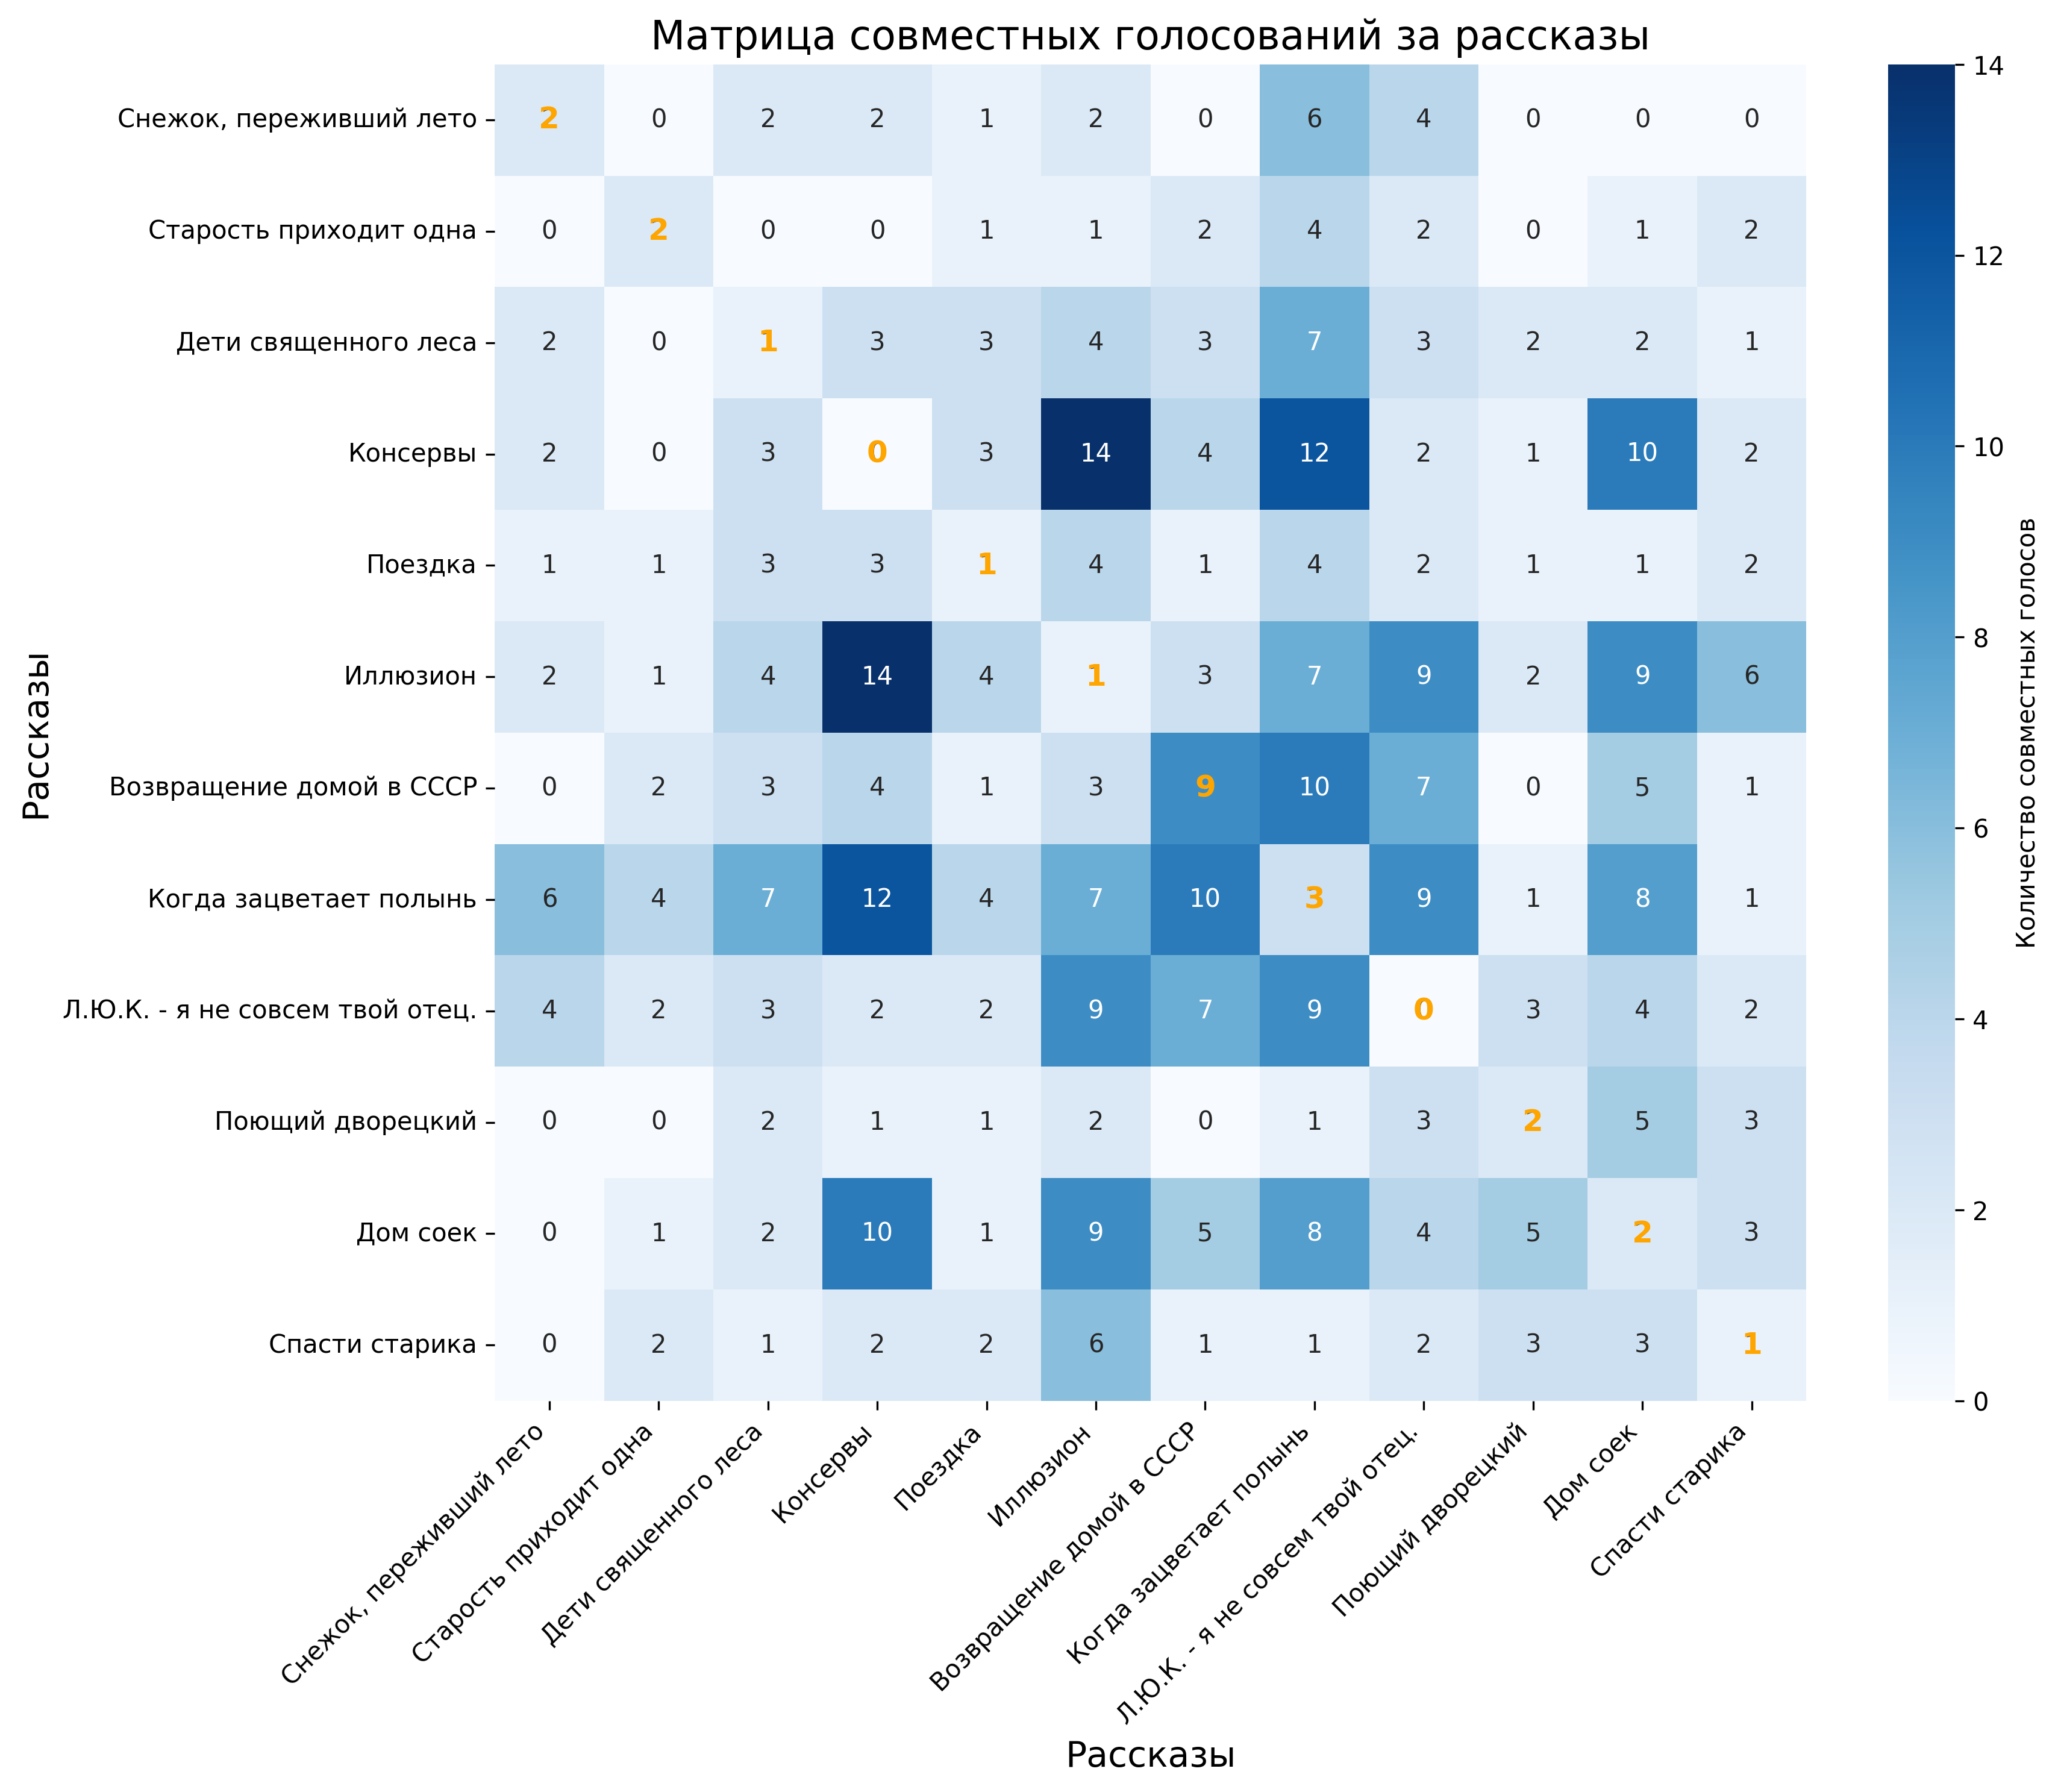 Матрица совместных голосований за рассказы
Рассказы
Снежок, переживший лето 2 0 2 2 1 2 0 6 4 0 0 0
Старость приходит одна 0 2 0 0 1 1 2 4 2 0 1 2
Дети священного леса 2 0 1 3 3 4 3 7 3 2 2 1
Консервы 2 0 3 0 3 14 4 12 2 1 10 2
Поездка 1 1 3 3 1 4 1 4 2 1 1 2
Иллюзион 2 1 4 14 4 1 3 7 9 2 9 6
Возвращение домой в СССР 0 2 3 4 1 3 9 10 7 0 5 1
Когда зацветает полынь 6 4 7 12 4 7 10 3 9 1 8 1
Л.Ю.К. - я не совсем твой отец. 4 2 3 2 2 9 7 9 0 3 4 2
Поющий дворецкий 0 0 2 1 1 2 0 1 3 2 5 3
Дом соек 0 1 2 10 1 9 5 8 4 5 2 3
Спасти старика 0 2 1 2 2 6 1 1 2 3 3 1
Снежок, переживший лето
Старость приходит одна
Дети священного леса
Консервы
Поездка
Иллюзион
Возвращение домой в СССР
Когда зацветает полынь
Л.Ю.К. - я не совсем твой отец.
Поющий дворецкий
Дом соек
Спасти старика
Рассказы
14
12
10
8
6
4
2
0
Количество совместных голосов